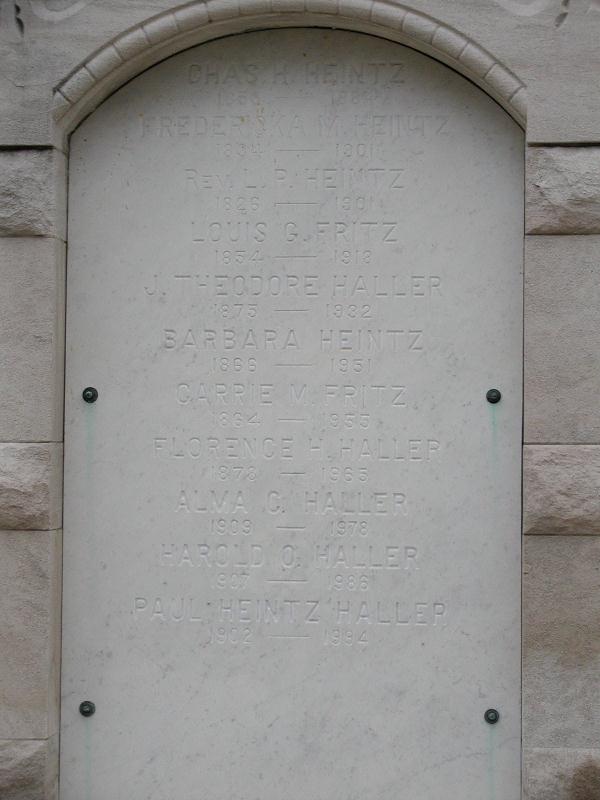 CHAS. H. HEINTZ
FREDERICKA M. HEINTZ
1834 — 1901
REV. L. P. HEINTZ
1826 — 1901
LOUIS G. FRITZ
1854 — 1913
J. THEODORE HALLER
1875 — 1932
BARBARA HEINTZ
1866 — 1951
CARRIE M. FRITZ
1864 — 1955
FLORENCE H. HALLER
1873 — 1965
ALMA C. HALLER
1909 — 1978
HAROLD O. HALLER
1907 — 1986
PAUL HEINTZ HALLER
1902 — 1994